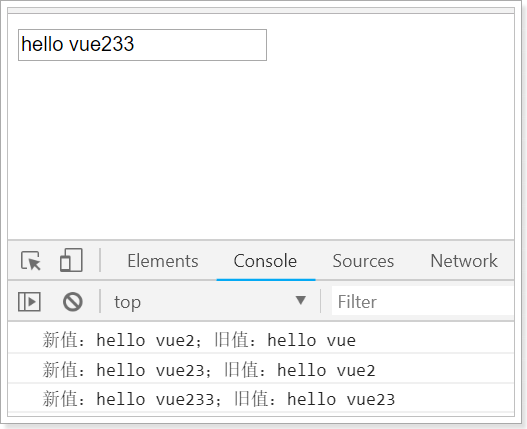 hello vue233
Elements Console Sources Network
top Filter
新值：hello vue2；旧值：hello vue
新值：hello vue23；旧值：hello vue2
新值：hello vue233；旧值：hello vue23